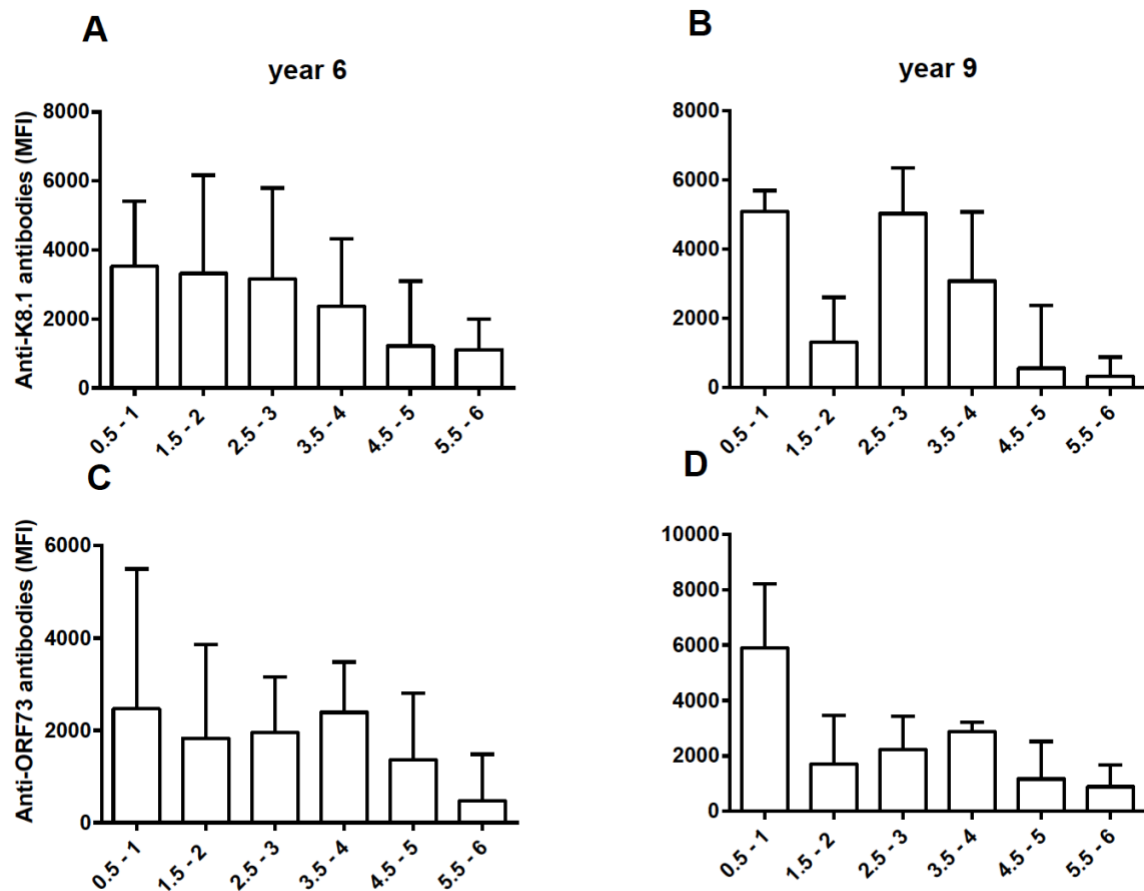 A
year 6
Anti-K8.1 antibodies (MFI)
8000
6000
4000
2000
0
0.5 - 1
1.5 - 2
2.5 - 3
3.5 - 4
4.5 - 5
5.5 - 6
B
year 9
8000
6000
4000
2000
0
0.5 - 1
1.5 - 2
2.5 - 3
3.5 - 4
4.5 - 5
5.5 - 6
C
Anti-ORF73 antibodies (MFI)
6000
4000
2000
0
0.5 - 1
1.5 - 2
2.5 - 3
3.5 - 4
4.5 - 5
5.5 - 6
D
10000
8000
6000
4000
2000
0
0.5 - 1
1.5 - 2
2.5 - 3
3.5 - 4
4.5 - 5
5.5 - 6